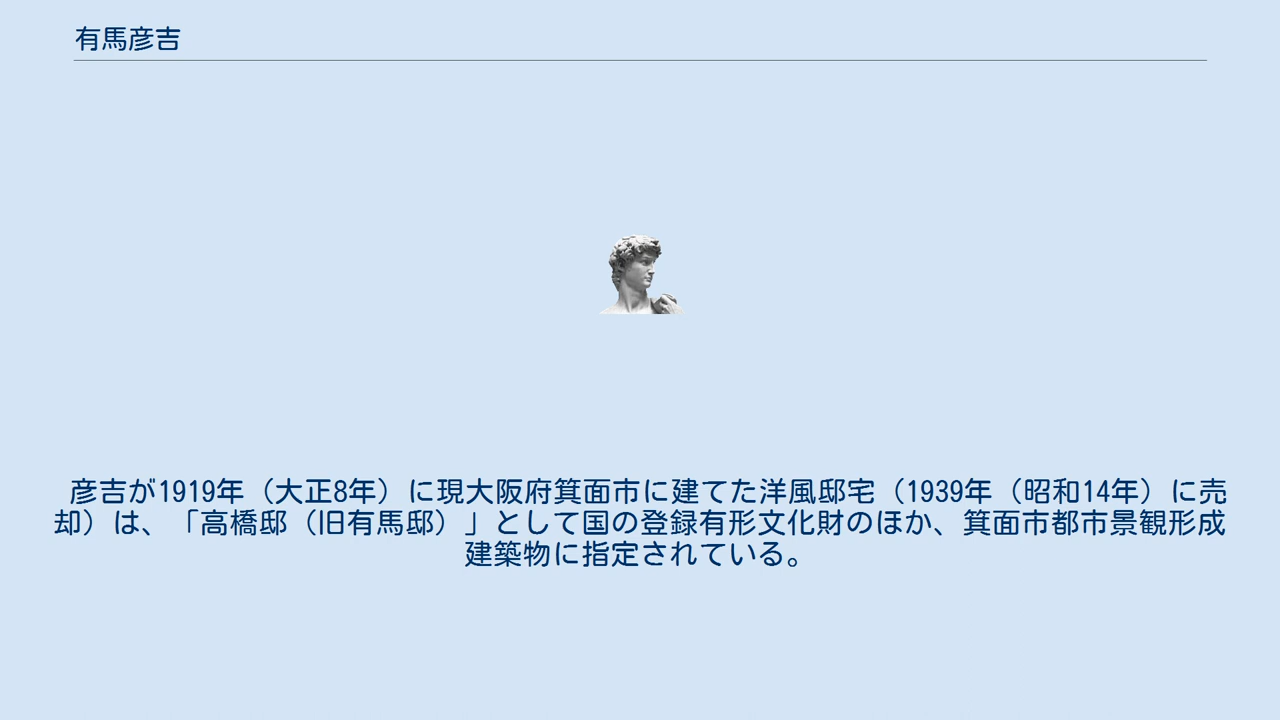 有馬彦吉
彦吉が1919年（大正8年）に現大阪府箕面市に建てた洋風邸宅（1939年（昭和14年）に売
却）は、「高橋邸（旧有馬邸）」として国の登録有形文化財のほか、箕面市都市景観形成
建築物に指定されている。